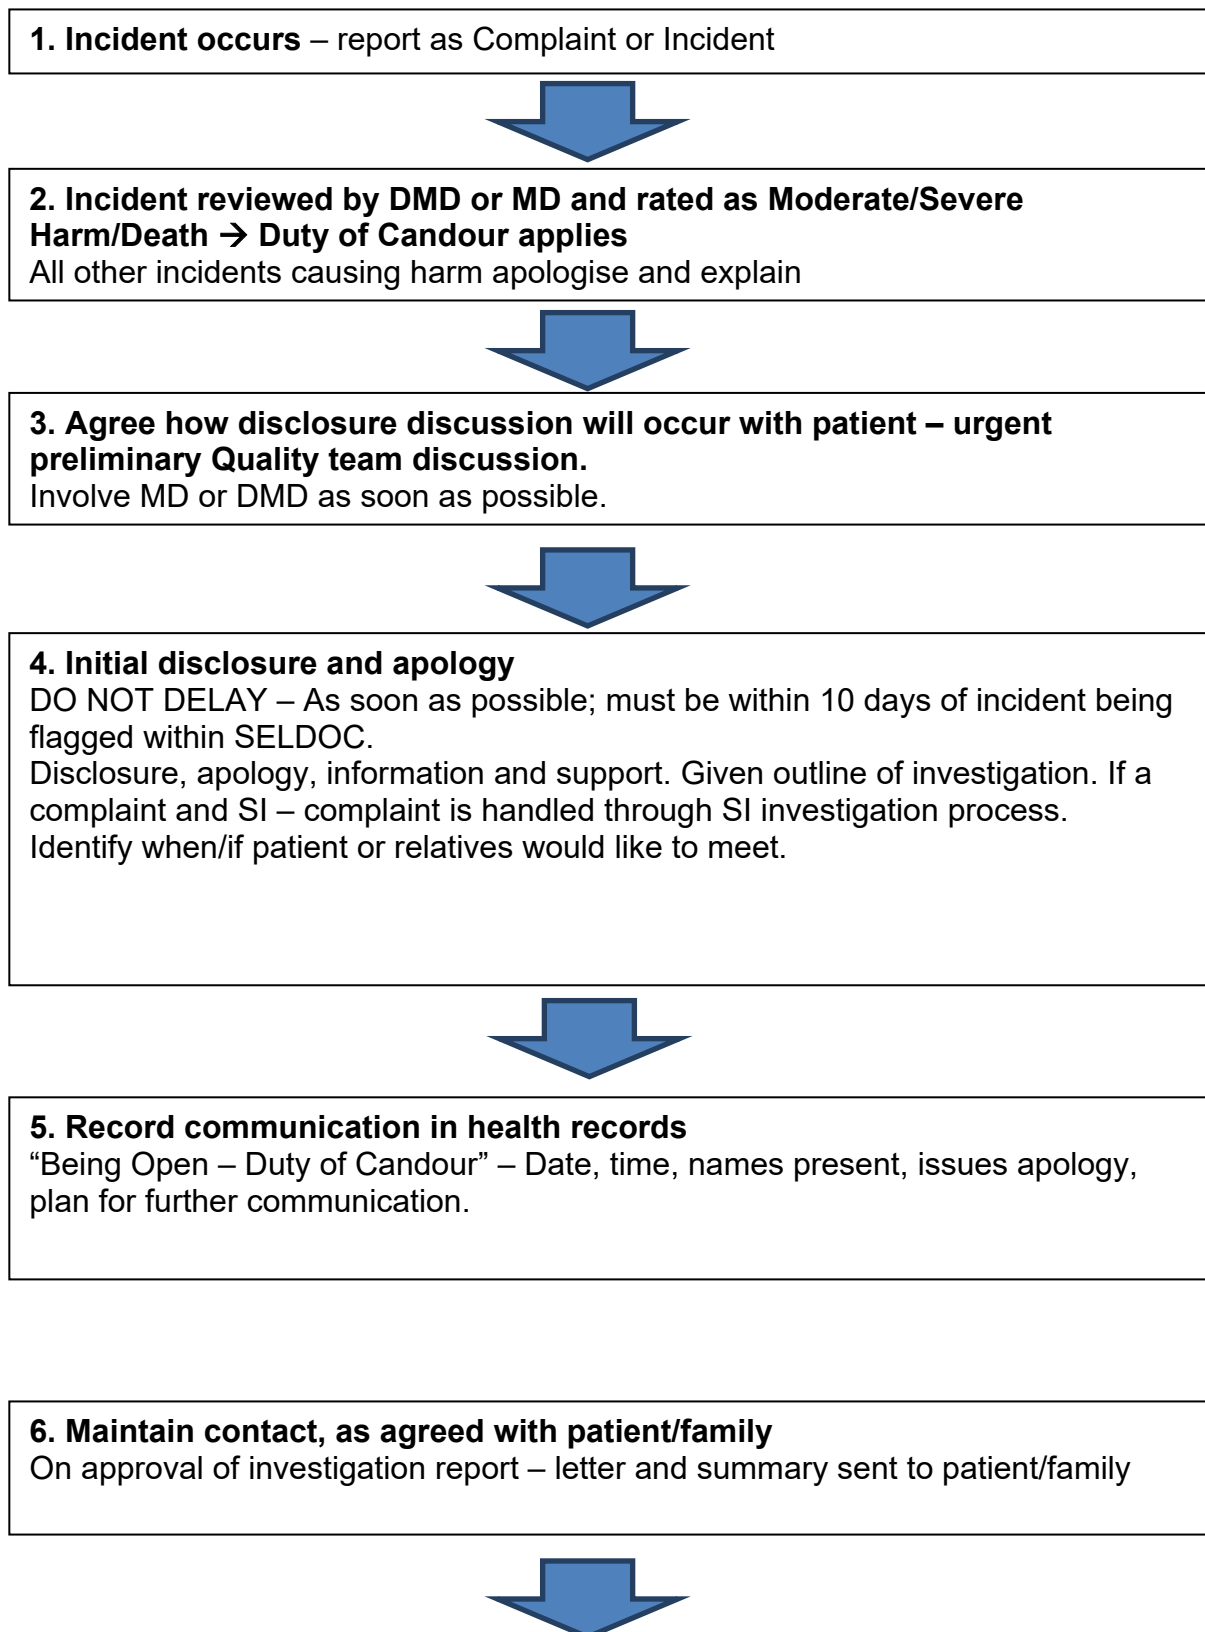 1. Incident occurs – report as Complaint or Incident
2. Incident reviewed by DMD or MD and rated as Moderate/Severe
Harm/Death → Duty of Candour applies
All other incidents causing harm apologise and explain
3. Agree how disclosure discussion will occur with patient – urgent
preliminary Quality team discussion.
Involve MD or DMD as soon as possible.
4. Initial disclosure and apology
DO NOT DELAY – As soon as possible; must be within 10 days of incident being
flagged within SELDOC.
Disclosure, apology, information and support. Given outline of investigation. If a
complaint and SI – complaint is handled through SI investigation process.
Identify when/if patient or relatives would like to meet.
5. Record communication in health records
“Being Open – Duty of Candour” – Date, time, names present, issues apology,
plan for further communication.
6. Maintain contact, as agreed with patient/family
On approval of investigation report – letter and summary sent to patient/family